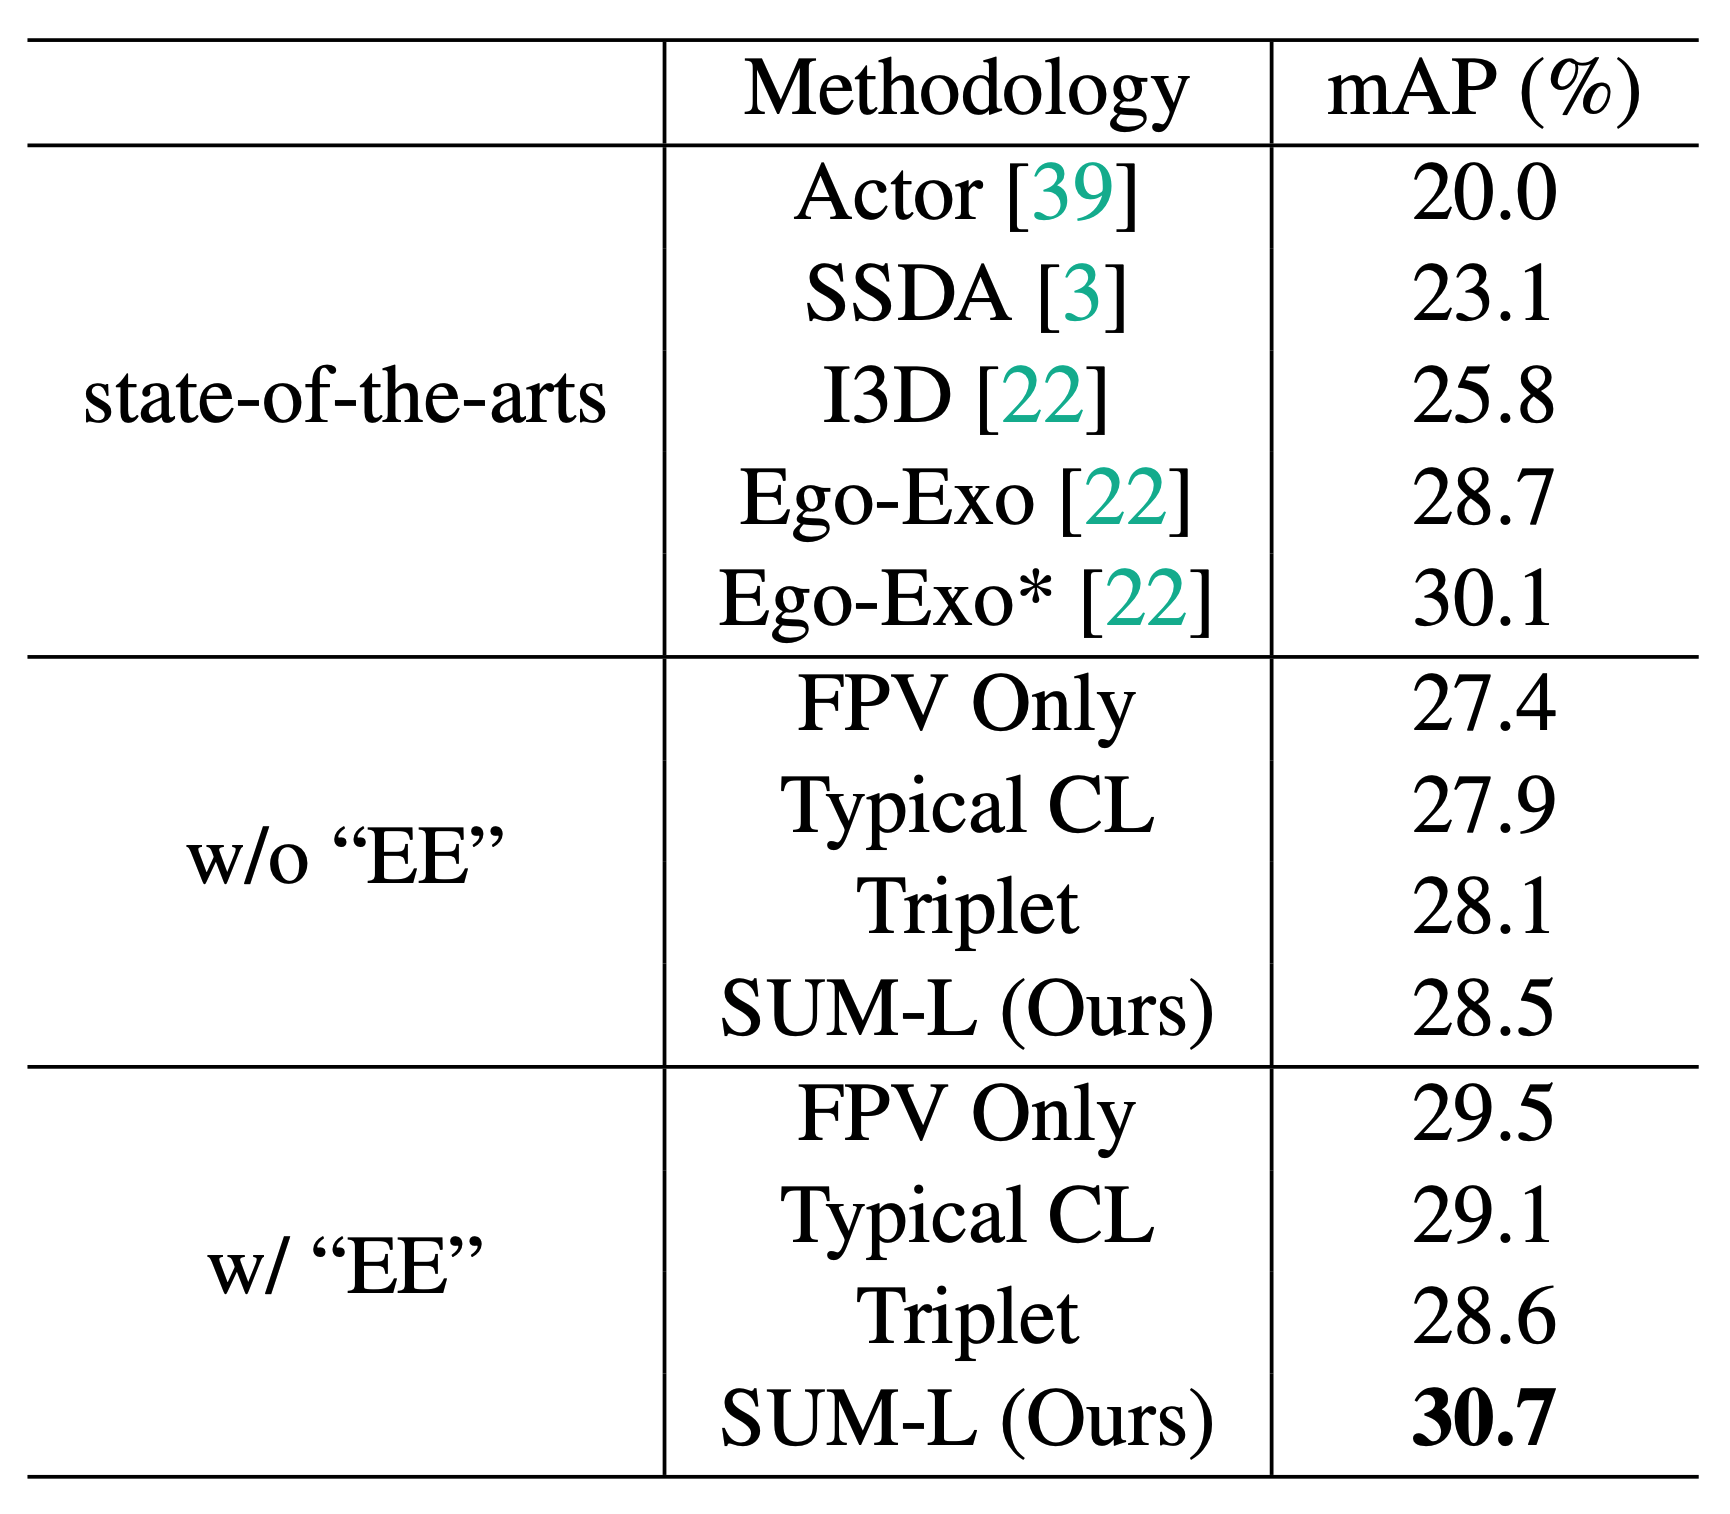 Methodology mAP (%)
state-of-the-arts
Actor [39] 20.0
SSDA [3] 23.1
I3D [22] 25.8
Ego-Exo [22] 28.7
Ego-Exo* [22] 30.1
w/o “EE”
FPV Only 27.4
Typical CL 27.9
Triplet 28.1
SUM-L (Ours) 28.5
w/ “EE”
FPV Only 29.5
Typical CL 29.1
Triplet 28.6
SUM-L (Ours) 30.7